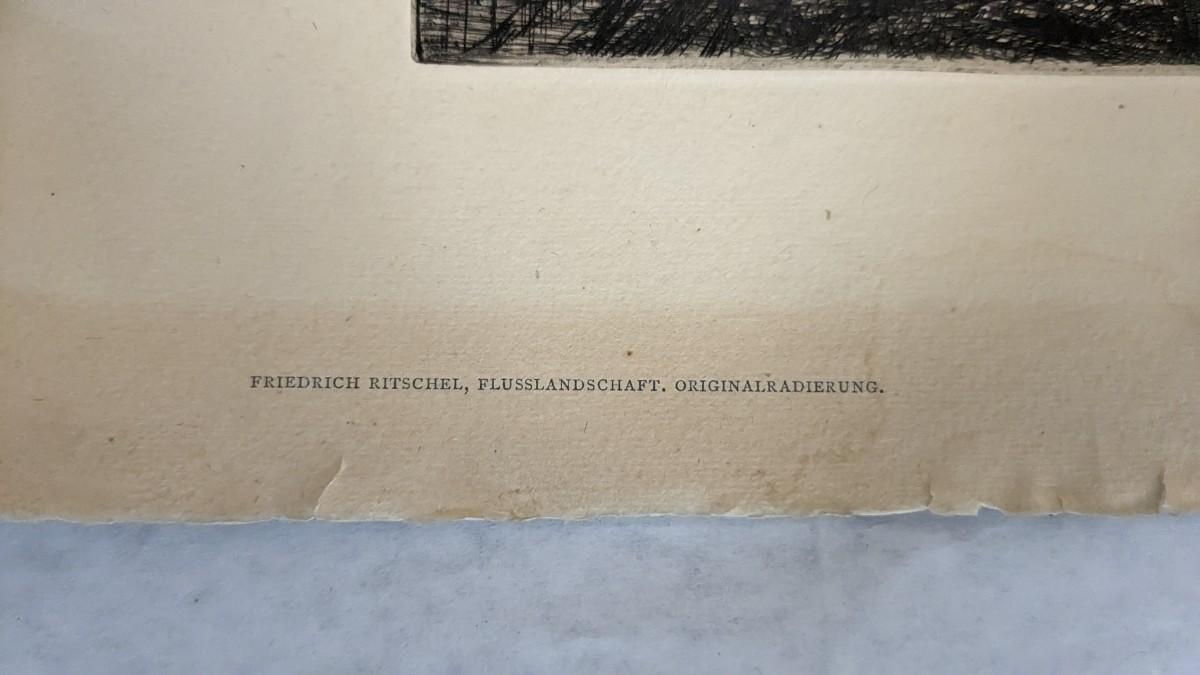 FRIEDRICH RITSCHEL, FLUSSLANDSCHAFT. ORIGINALRADIERUNG.